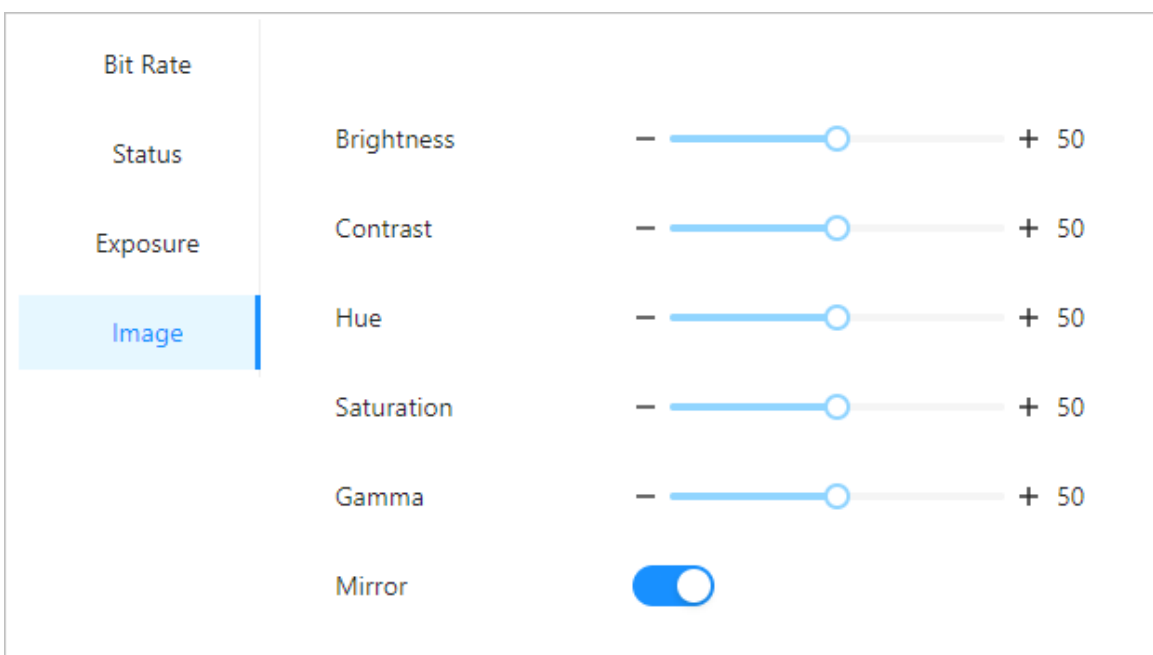 Bit Rate
Status
Exposure
Image
Brightness − + 50
Contrast − + 50
Hue − + 50
Saturation − + 50
Gamma − + 50
Mirror